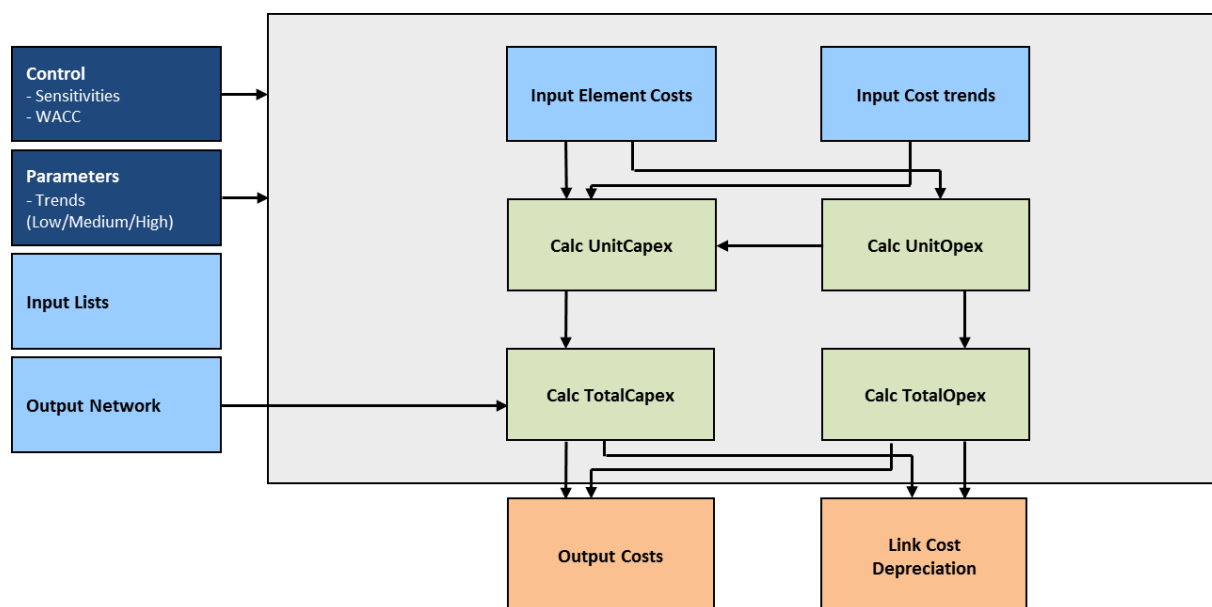 Control
- Sensitivities
- WACC
Parameters
- Trends
(Low/Medium/High)
Input Lists
Output Network
Input Element Costs
Input Cost trends
Calc UnitCapex
Calc UnitOpex
Calc TotalCapex
Calc TotalOpex
Output Costs
Link Cost
Depreciation